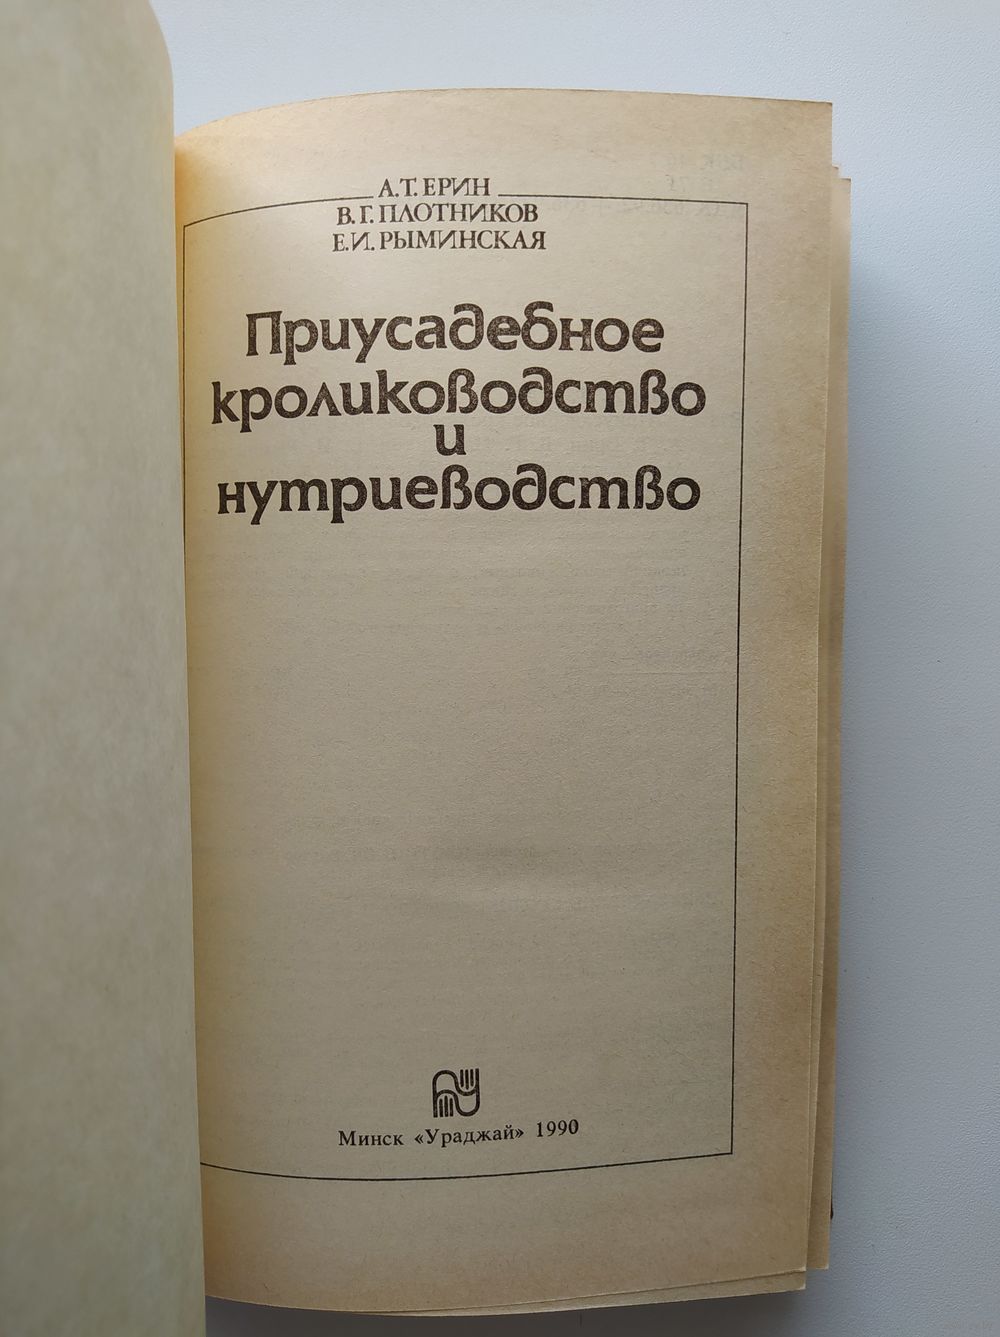 А.Т. ЕРИН
В.Г. ПЛОТНИКОВ
Е.И. РЫМИНСКАЯ
Приусадебное
кролиководство
и
нутриеводство
Минск «Ураджай» 1990